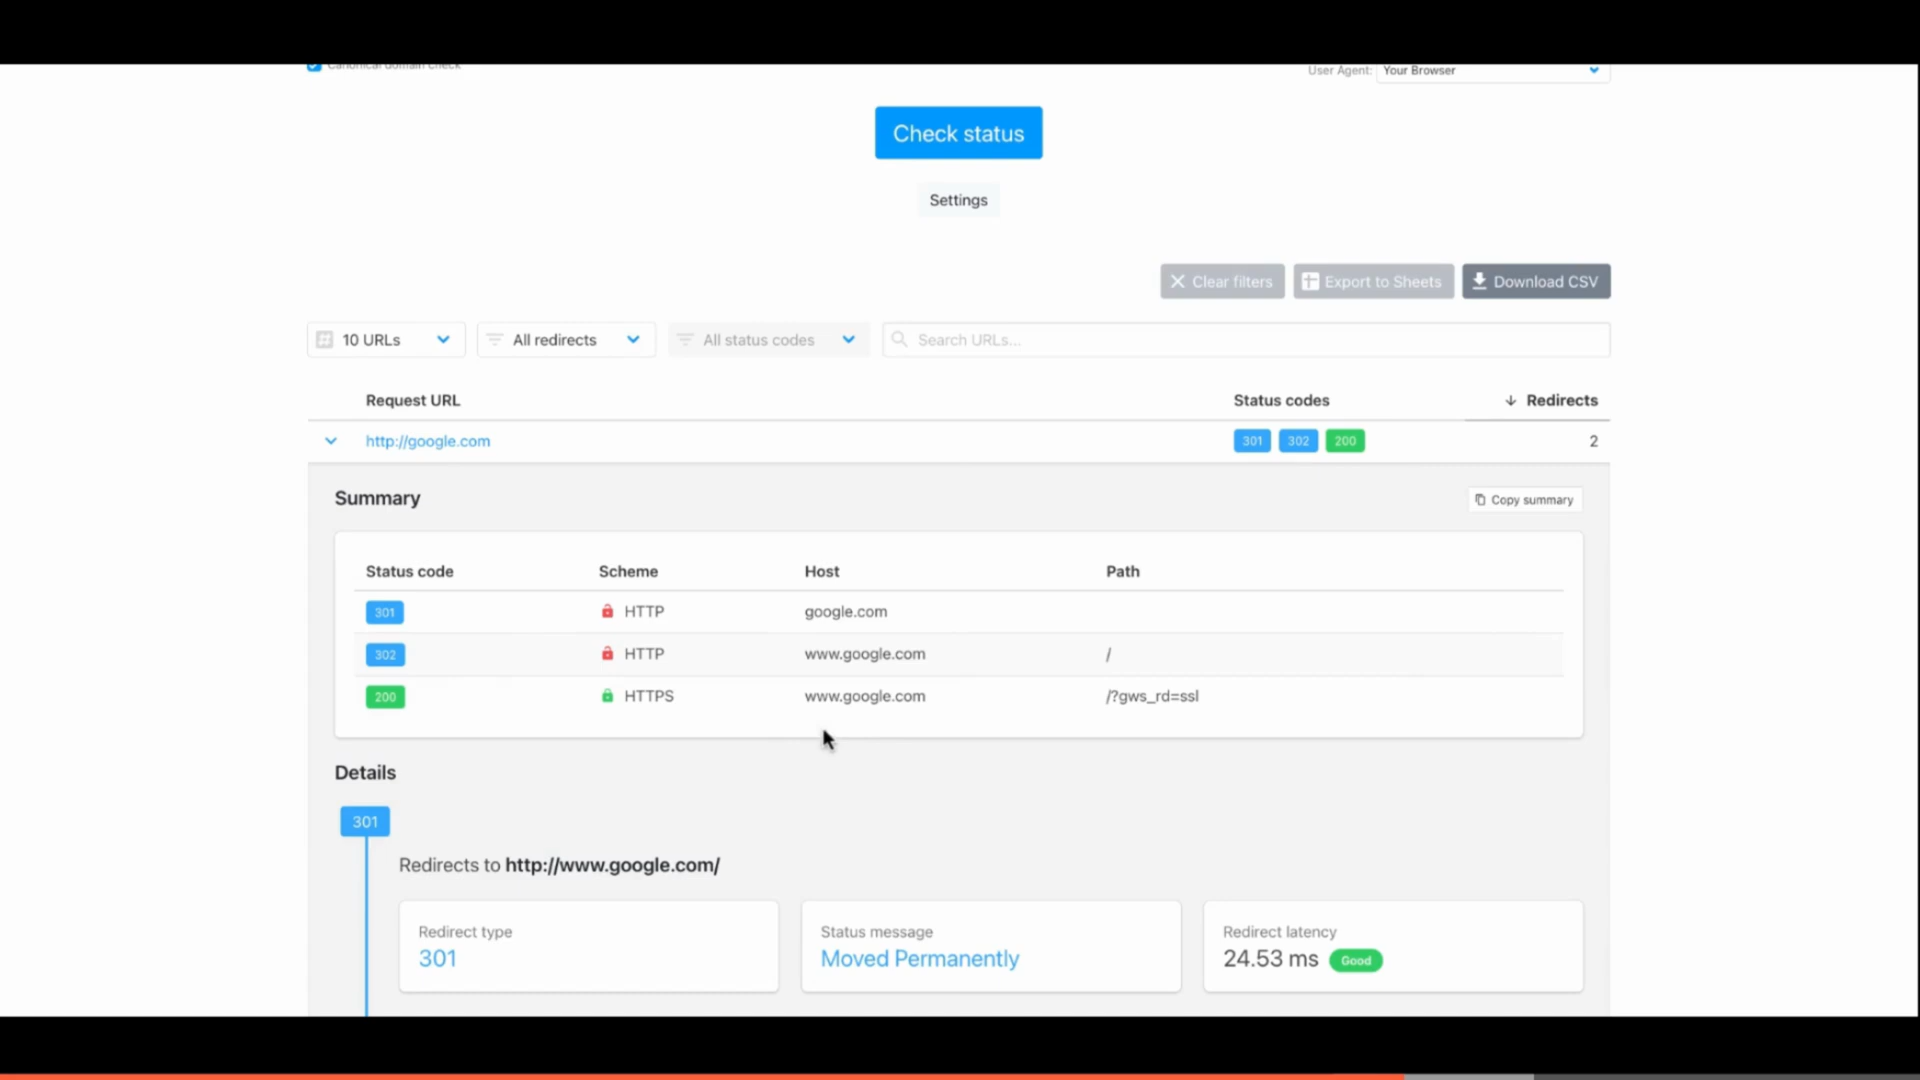 Canonical domain check
User Agent: Your Browser
Check status
Settings
Clear filters Export to Sheets Download CSV
10 URLs All redirects All status codes Search URLs...
Request URL Status codes Redirects
http://google.com 301 302 200 2
Summary Copy summary
Status code Scheme Host Path
301 HTTP google.com
302 HTTP www.google.com /
200 HTTPS www.google.com /?gws_rd=ssl
Details
301
Redirects to http://www.google.com/
Redirect type Status message Redirect latency
301 Moved Permanently 24.53 ms Good